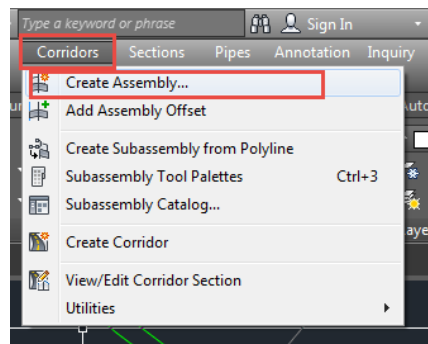 Type a keyword or phrase Sign In
Corridors Sections Pipes Annotation Inquiry
Create Assembly...
Add Assembly Offset
Create Subassembly from Polyline
Subassembly Tool Palettes Ctrl+3
Subassembly Catalog...
Create Corridor
View/Edit Corridor Section
Utilities